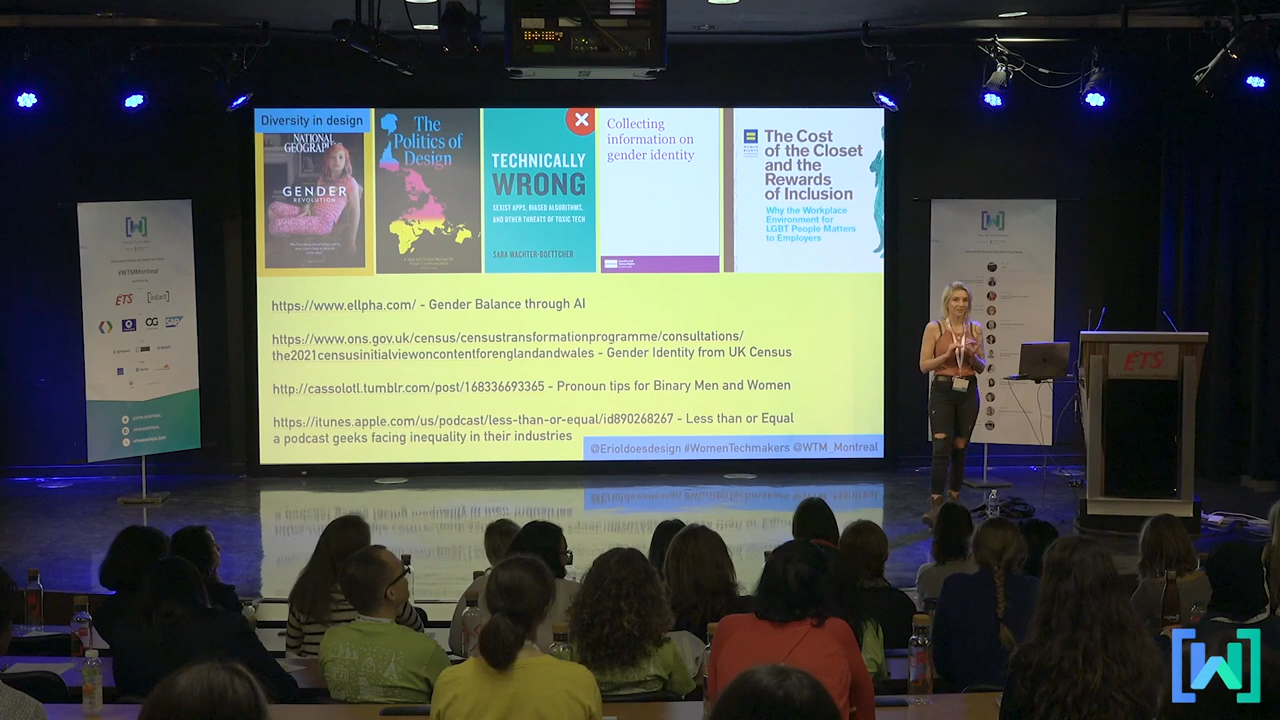 Diversity in design
NATIONAL
GEOGRAPHIC
GENDER
REVOLUTION
The
Politics of
Design
TECHNICALLY
WRONG
SEXIST APPS, BIASED ALGORITHMS,
AND OTHER THREATS OF TOXIC TECH
SARA WACHTER-BOETTCHER
Collecting
information on
gender identity
The Cost
of the Closet
and the
Rewards
of Inclusion
Why the Workplace
Environment for
LGBT People Matters
to Employers
https://www.ellpha.com/ - Gender Balance through AI
https://www.ons.gov.uk/census/censustransformationprogramme/consultations/
the2021censusinitialviewoncontentforenglandandwales - Gender Identity from UK Census
http://cassolotl.tumblr.com/post/168336693365 - Pronoun tips for Binary Men and Women
https://itunes.apple.com/us/podcast/less-than-or-equal/id890268267 - Less than or Equal
a podcast geeks facing inequality in their industries
@Erioldoesdesign #WomenTechmakers @WTM_Montreal
#WTMMontreal
ÉTS
[intact]
OG
SAP
ÉTS